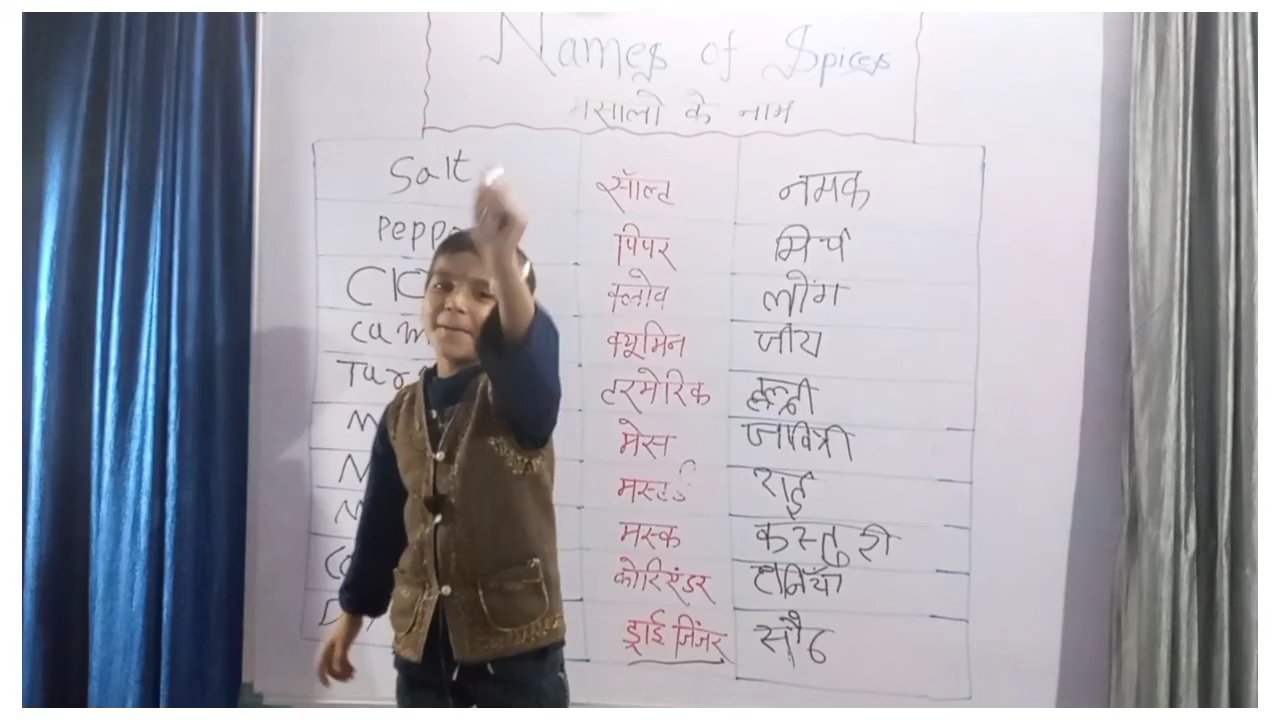 Names of Spices
मसालो के नाम
Salt सॉल्ट नमक
पिपर मिर्च
क्लोव लोंग
क्यूमिन जीरा
टरमेरिक हल्दी
मेस जावित्री
मस्टर्ड राई
मस्क कस्तुरी
कोरिएंडर धनियाँ
ड्राई जिंजर सौठ